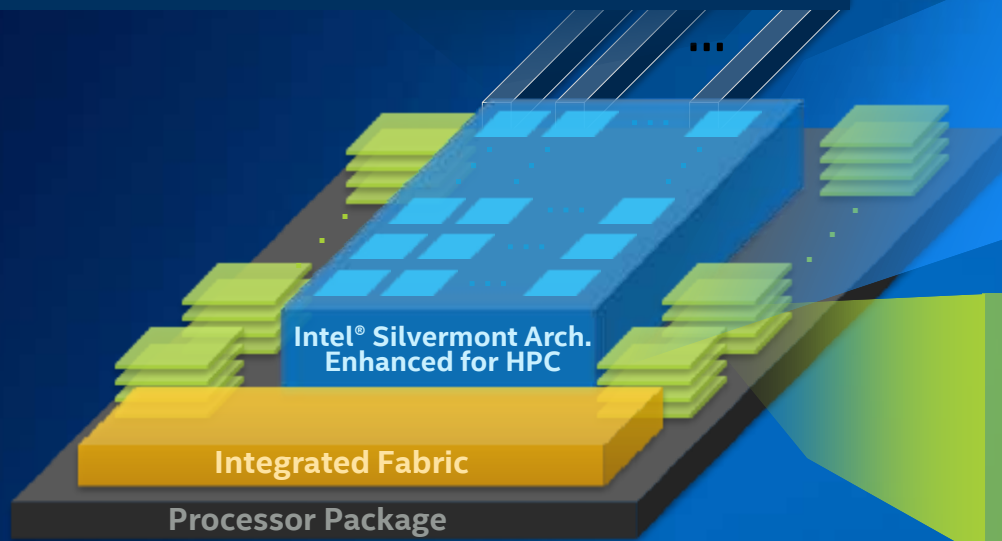 Intel® Silvermont Arch.
Enhanced for HPC
Integrated Fabric
Processor Package